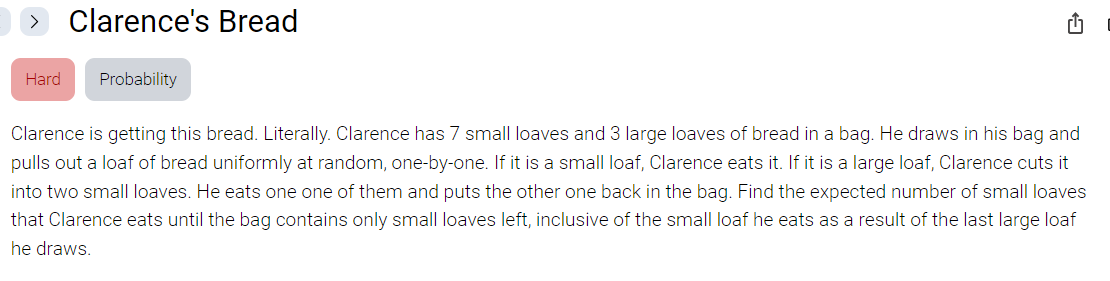 Clarence's Bread
Hard
Probability
Clarence is getting this bread. Literally. Clarence has 7 small loaves and 3 large loaves of bread in a bag. He draws in his bag and
pulls out a loaf of bread uniformly at random, one-by-one. If it is a small loaf, Clarence eats it. If it is a large loaf, Clarence cuts it
into two small loaves. He eats one one of them and puts the other one back in the bag. Find the expected number of small loaves
that Clarence eats until the bag contains only small loaves left, inclusive of the small loaf he eats as a result of the last large loaf
he draws.